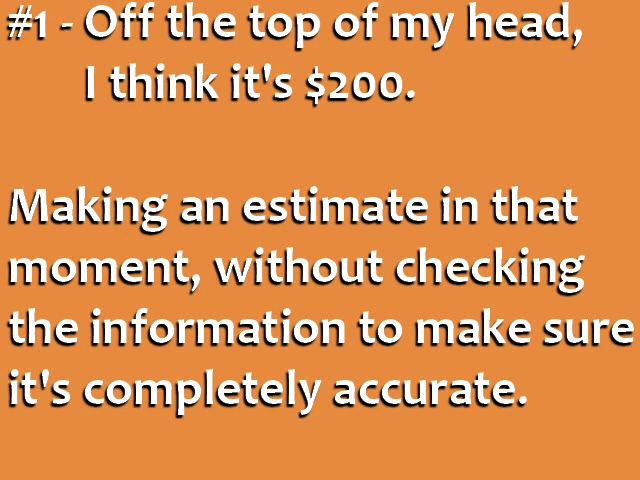 #1 - Off the top of my head,
I think it's $200.
Making an estimate in that
moment, without checking
the information to make sure
it's completely accurate.